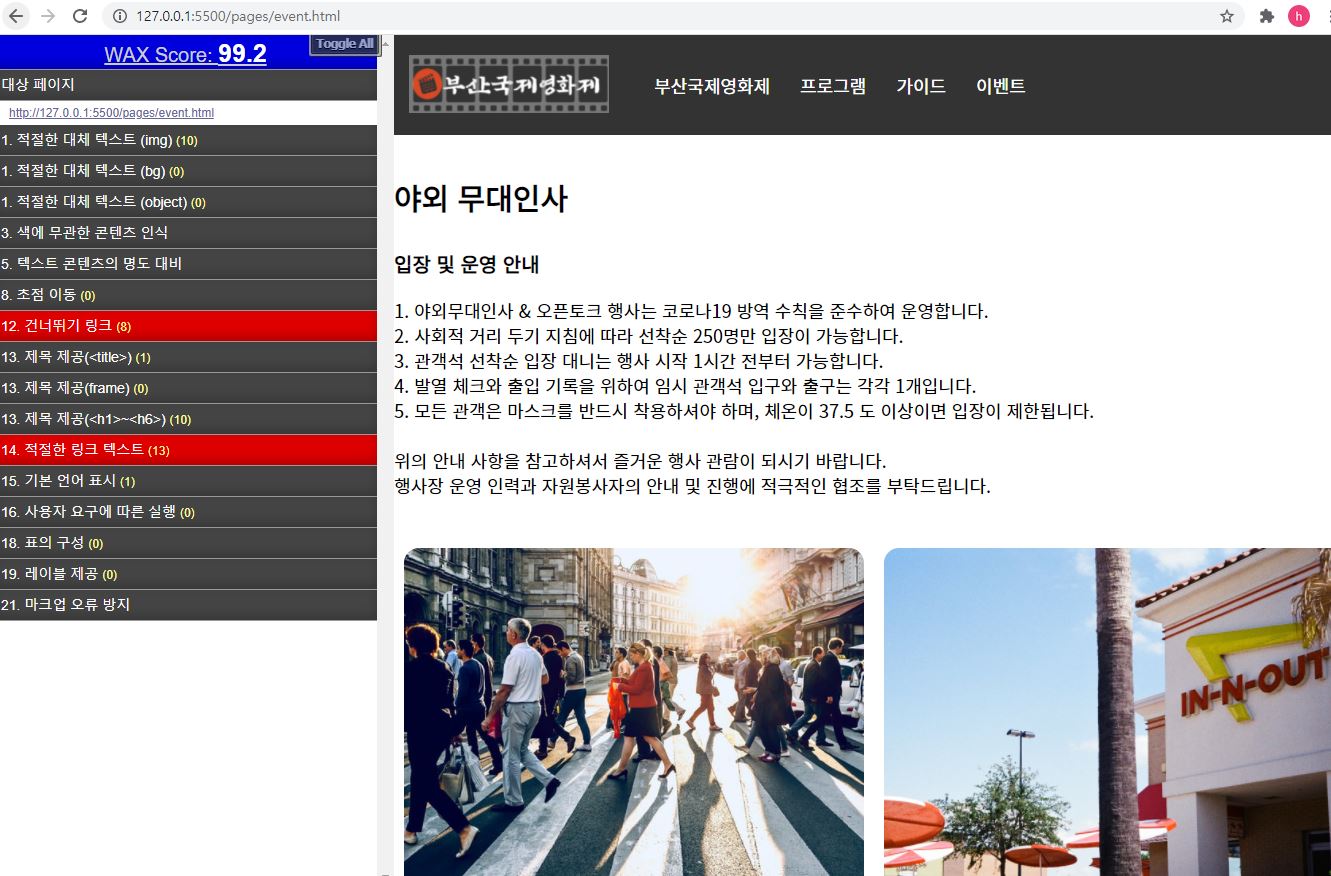 127.0.0.1:5500/pages/event.html
h
WAX Score: 99.2
Toggle All
대상 페이지
http://127.0.0.1:5500/pages/event.html
1. 적절한 대체 텍스트 (img) (10)
1. 적절한 대체 텍스트 (bg) (0)
1. 적절한 대체 텍스트 (object) (0)
3. 색에 무관한 콘텐츠 인식
5. 텍스트 콘텐츠의 명도 대비
8. 초점 이동 (0)
12. 건너뛰기 링크 (8)
13. 제목 제공(<title>) (1)
13. 제목 제공(frame) (0)
13. 제목 제공(<h1>~<h6>) (10)
14. 적절한 링크 텍스트 (13)
15. 기본 언어 표시 (1)
16. 사용자 요구에 따른 실행 (0)
18. 표의 구성 (0)
19. 레이블 제공 (0)
21. 마크업 오류 방지
부산국제영화제
부산국제영화제 프로그램 가이드 이벤트
야외 무대인사
입장 및 운영 안내
1. 야외무대인사 & 오픈토크 행사는 코로나19 방역 수칙을 준수하여 운영합니다.
2. 사회적 거리 두기 지침에 따라 선착순 250명만 입장이 가능합니다.
3. 관객석 선착순 입장 대니는 행사 시작 1시간 전부터 가능합니다.
4. 발열 체크와 출입 기록을 위하여 임시 관객석 입구와 출구는 각각 1개입니다.
5. 모든 관객은 마스크를 반드시 착용하셔야 하며, 체온이 37.5 도 이상이면 입장이 제한됩니다.
위의 안내 사항을 참고하셔서 즐거운 행사 관람이 되시기 바랍니다.
행사장 운영 인력과 자원봉사자의 안내 및 진행에 적극적인 협조를 부탁드립니다.
IN-N-OUT